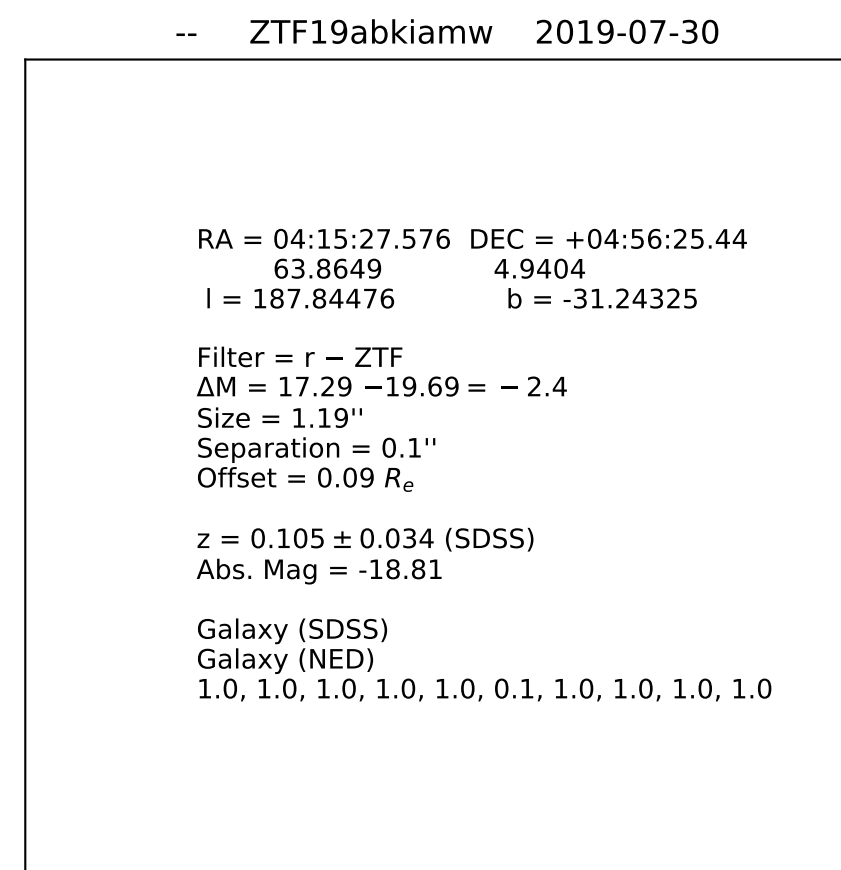 -- ZTF19abkiamw 2019-07-30
RA = 04:15:27.576 DEC = +04:56:25.44
63.8649 4.9404
l = 187.84476 b = -31.24325
Filter = r − ZTF
ΔM = 17.29 −19.69 = − 2.4
Size = 1.19''
Separation = 0.1''
Offset = 0.09 Re
z = 0.105 ± 0.034 (SDSS)
Abs. Mag = -18.81
Galaxy (SDSS)
Galaxy (NED)
1.0, 1.0, 1.0, 1.0, 1.0, 0.1, 1.0, 1.0, 1.0, 1.0